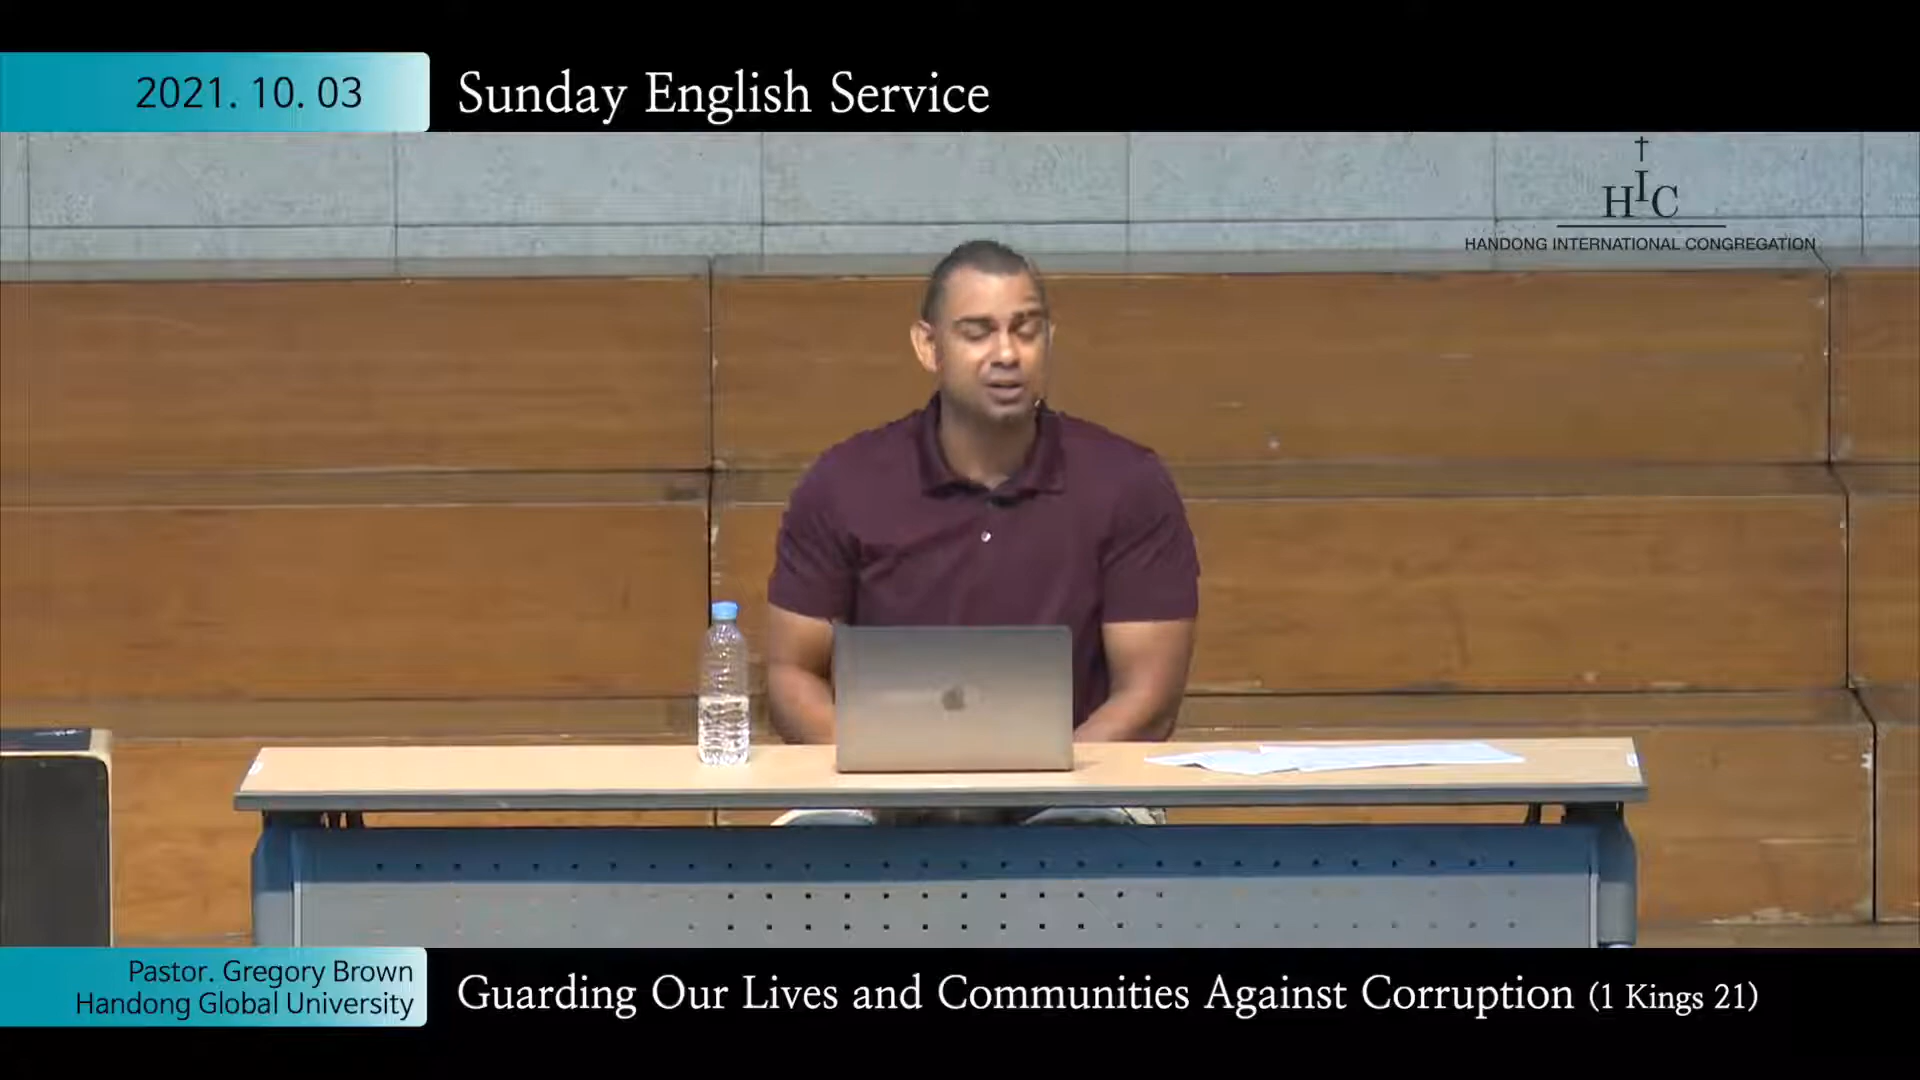 2021. 10. 03
Sunday English Service
HIC
HANDONG INTERNATIONAL CONGREGATION
Pastor. Gregory Brown
Handong Global University
Guarding Our Lives and Communities Against Corruption (1 Kings 21)